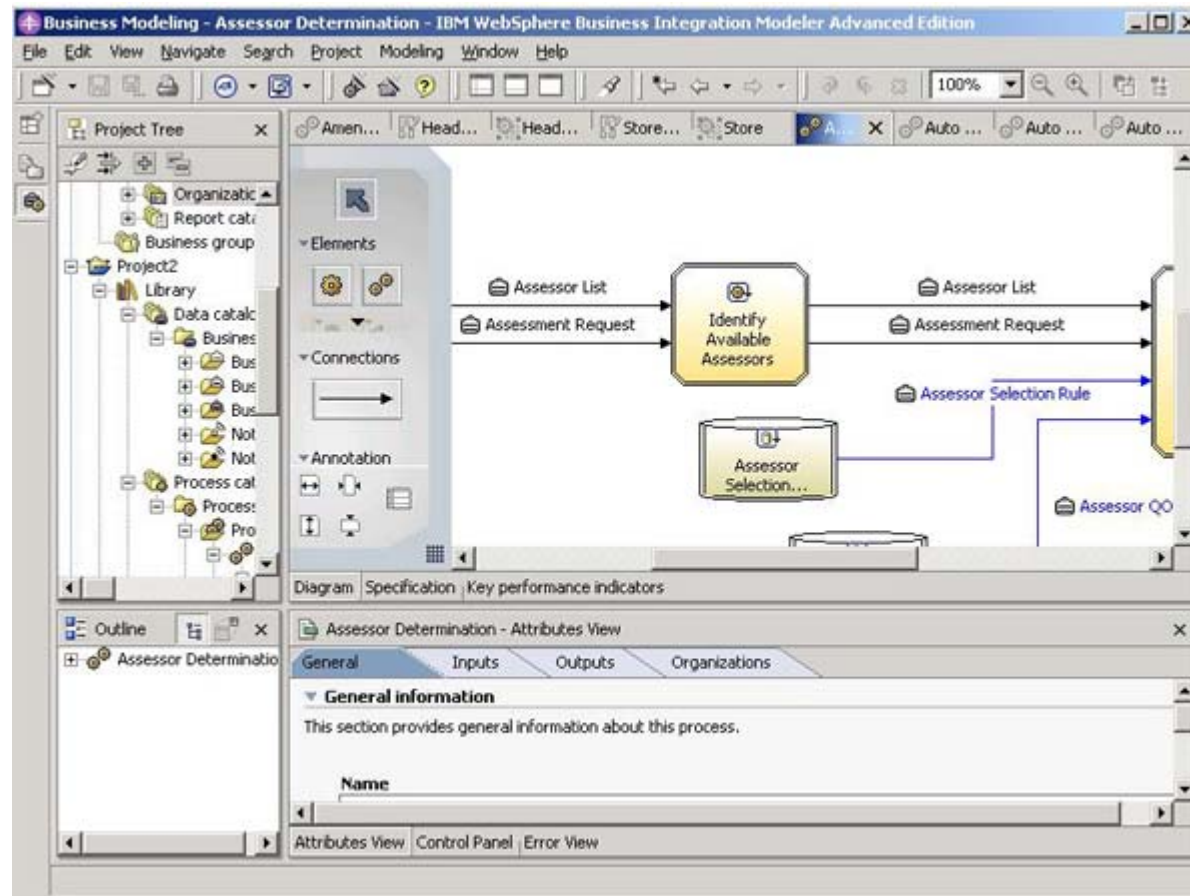 Business Modeling - Assessor Determination - IBM WebSphere Business Integration Modeler Advanced Edition
File Edit View Navigate Search Project Modeling Window Help
100%
Project Tree
Amen... Head... Head... Store... Store A... Auto ... Auto ... Auto ...
Organizatic
Report cata
Business group
Project2
Library
Data catalc
Busines
Bus
Bus
Bus
Not
Not
Process cat
Process
Pro
Elements
Connections
Annotation
Assessor List
Assessment Request
Identify
Available
Assessors
Assessor List
Assessment Request
Assessor Selection Rule
Assessor
Selection...
Assessor QO
Diagram Specification Key performance indicators
Outline
Assessor Determinatio
Assessor Determination - Attributes View
General Inputs Outputs Organizations
General information
This section provides general information about this process.
Name
Attributes View Control Panel Error View